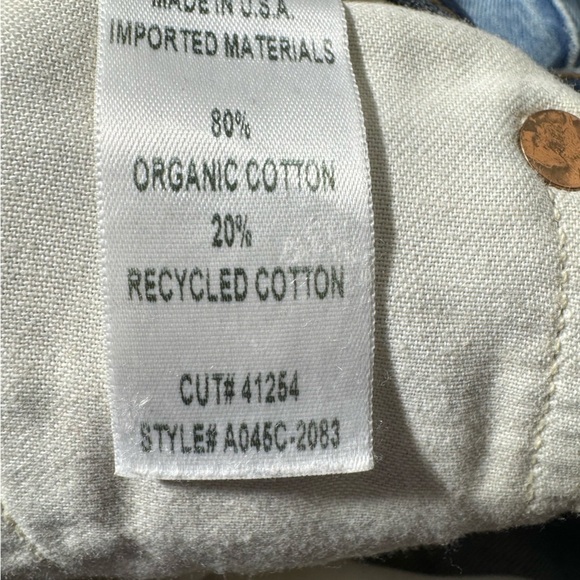 MADE IN U.S.A.
IMPORTED MATERIALS
80%
ORGANIC COTTON
20%
RECYCLED COTTON
CUT# 41254
STYLE# A045C-2083